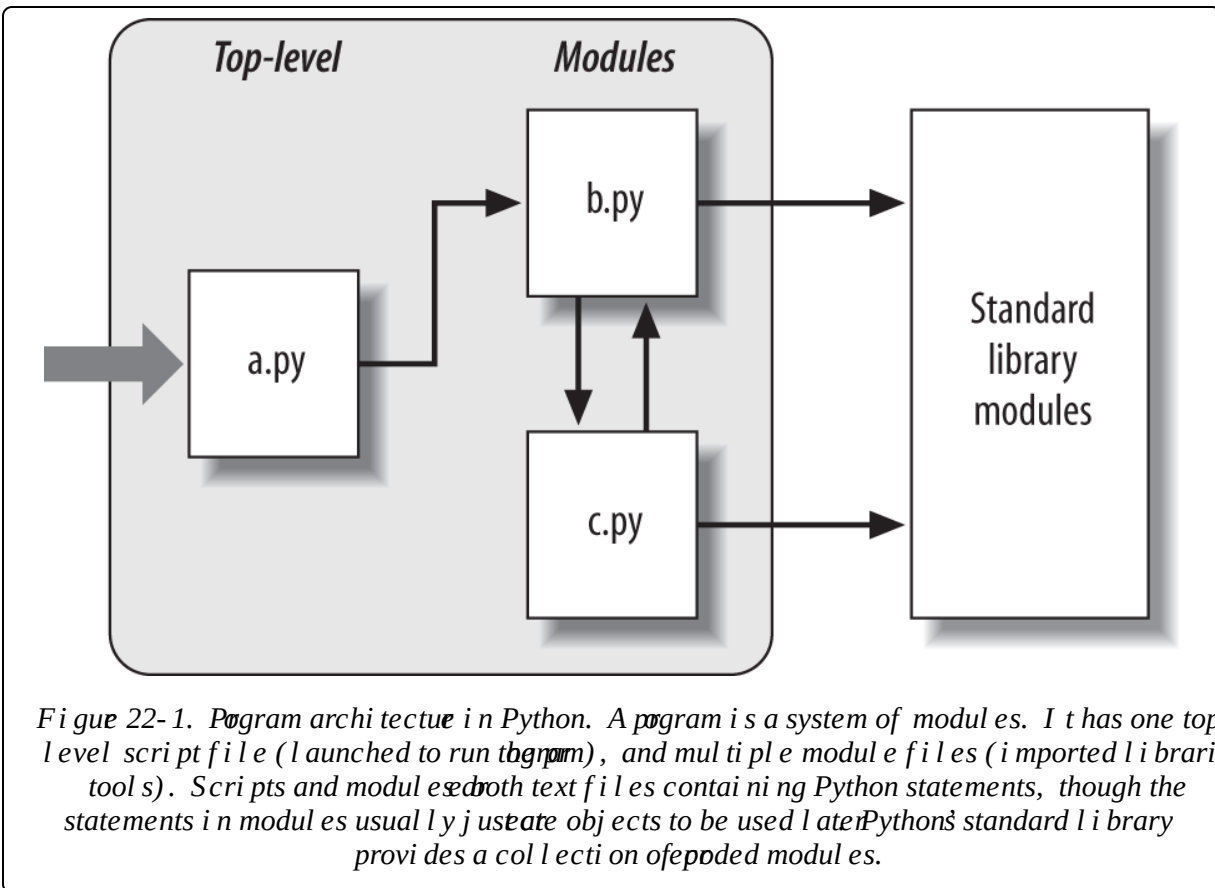 Top-level
Modules
b.py
a.py
Standard
library
modules
c.py
Figure 22-1. Program architecture in Python. A program is a system of modules. It has one top
level script file (launched to run the program), and multiple module files (imported librari
tools). Scripts and modules are both text files containing Python statements, though the
statements in modules usually just create objects to be used later. Python's standard library
provides a collection of precoded modules.